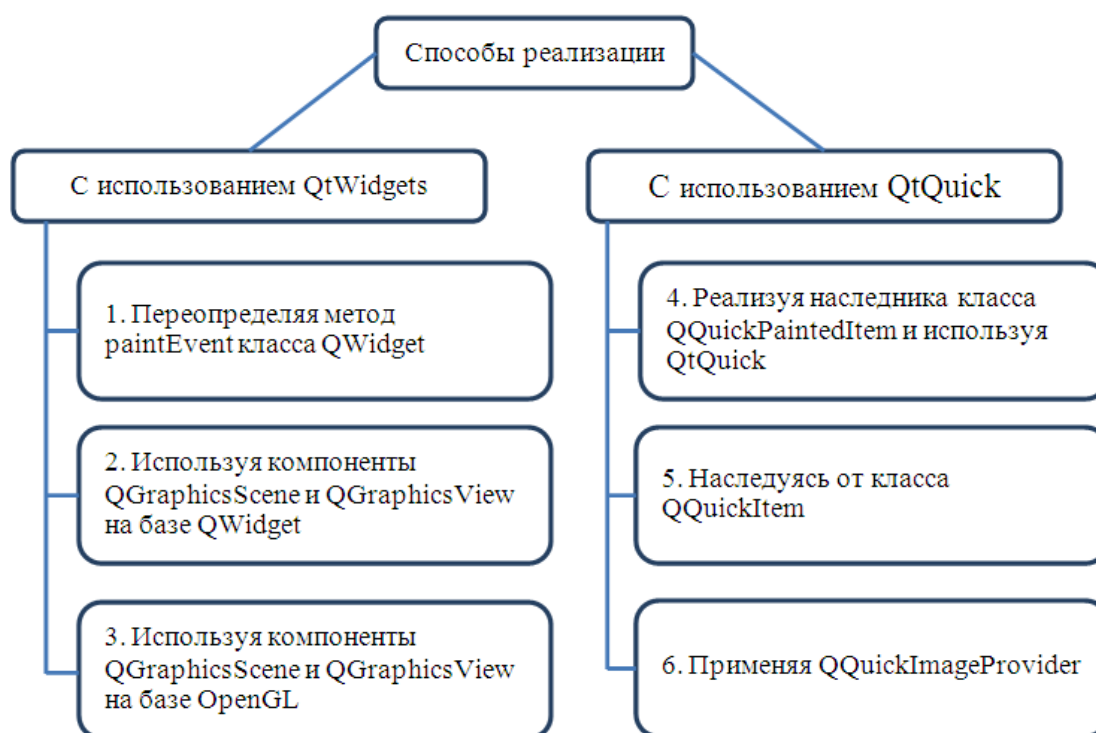 Способы реализации
С использованием QtWidgets
С использованием QtQuick
1. Переопределяя метод
paintEvent класса QWidget
2. Используя компоненты
QGraphicsScene и QGraphicsView
на базе QWidget
3. Используя компоненты
QGraphicsScene и QGraphicsView
на базе OpenGL
4. Реализуя наследника класса
QQuickPaintedItem и используя
QtQuick
5. Наследуясь от класса
QQuickItem
6. Применяя QQuickImageProvider